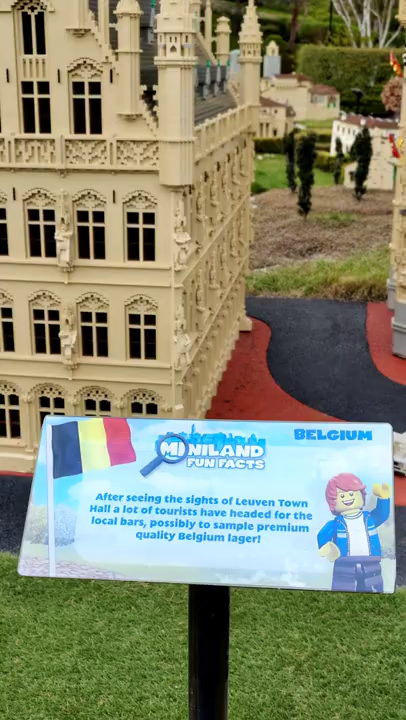 BELGIUM
MINILAND
FUN FACTS
After seeing the sights of Leuven Town
Hall a lot of tourists have headed for the
local bars, possibly to sample premium
quality Belgium lager!